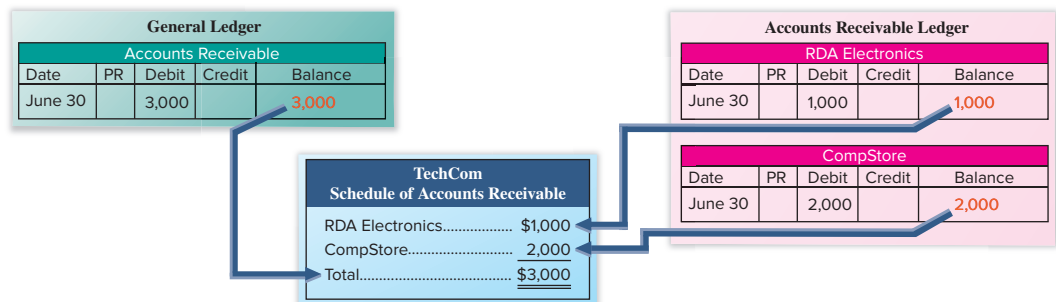 General Ledger
Accounts Receivable
Date PR Debit Credit Balance
June 30 3,000 3,000
Accounts Receivable Ledger
RDA Electronics
Date PR Debit Credit Balance
June 30 1,000 1,000
CompStore
Date PR Debit Credit Balance
June 30 2,000 2,000
TechCom
Schedule of Accounts Receivable
RDA Electronics.................. $1,000
CompStore........................... 2,000
Total....................................... $3,000